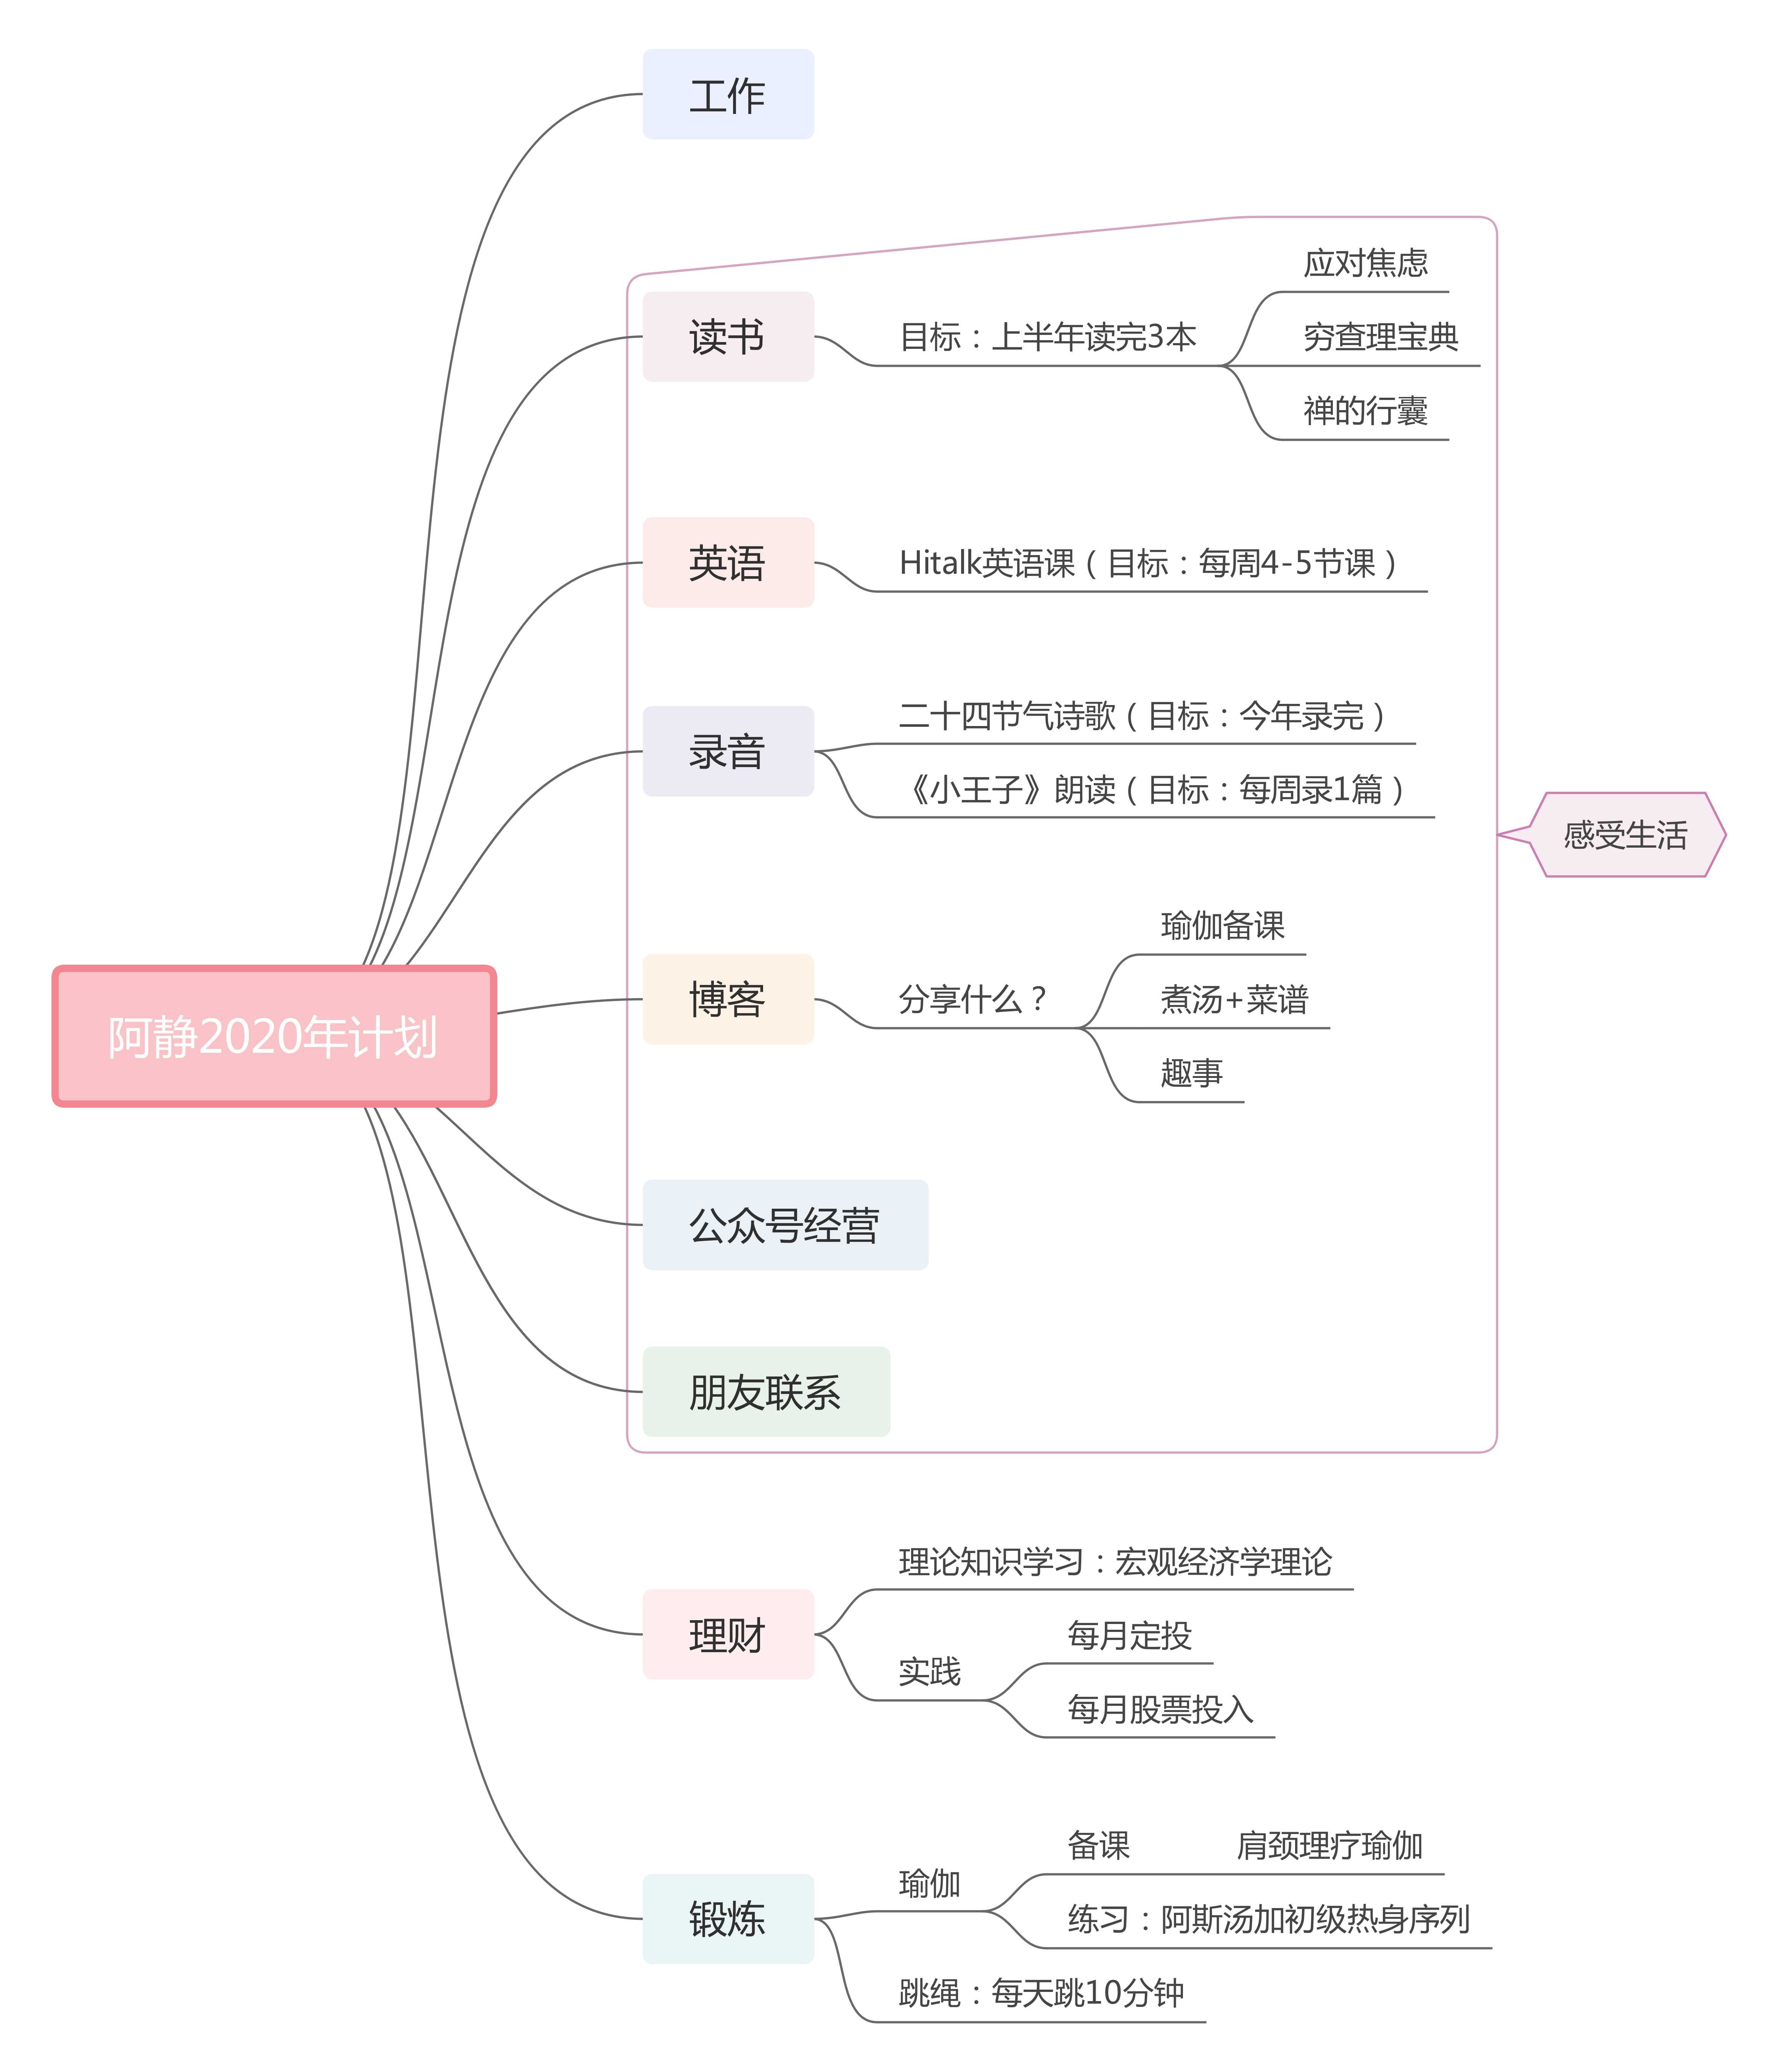 阿静2020年计划
工作
读书
目标：上半年读完3本
应对焦虑
穷查理宝典
禅的行囊
英语
Hitalk英语课（目标：每周4-5节课）
录音
二十四节气诗歌（目标：今年录完）
《小王子》朗读（目标：每周录1篇）
博客
分享什么？
瑜伽备课
煮汤+菜谱
趣事
公众号经营
朋友联系
感受生活
理财
理论知识学习：宏观经济学理论
实践
每月定投
每月股票投入
锻炼
瑜伽
备课
肩颈理疗瑜伽
练习：阿斯汤加初级热身序列
跳绳：每天跳10分钟